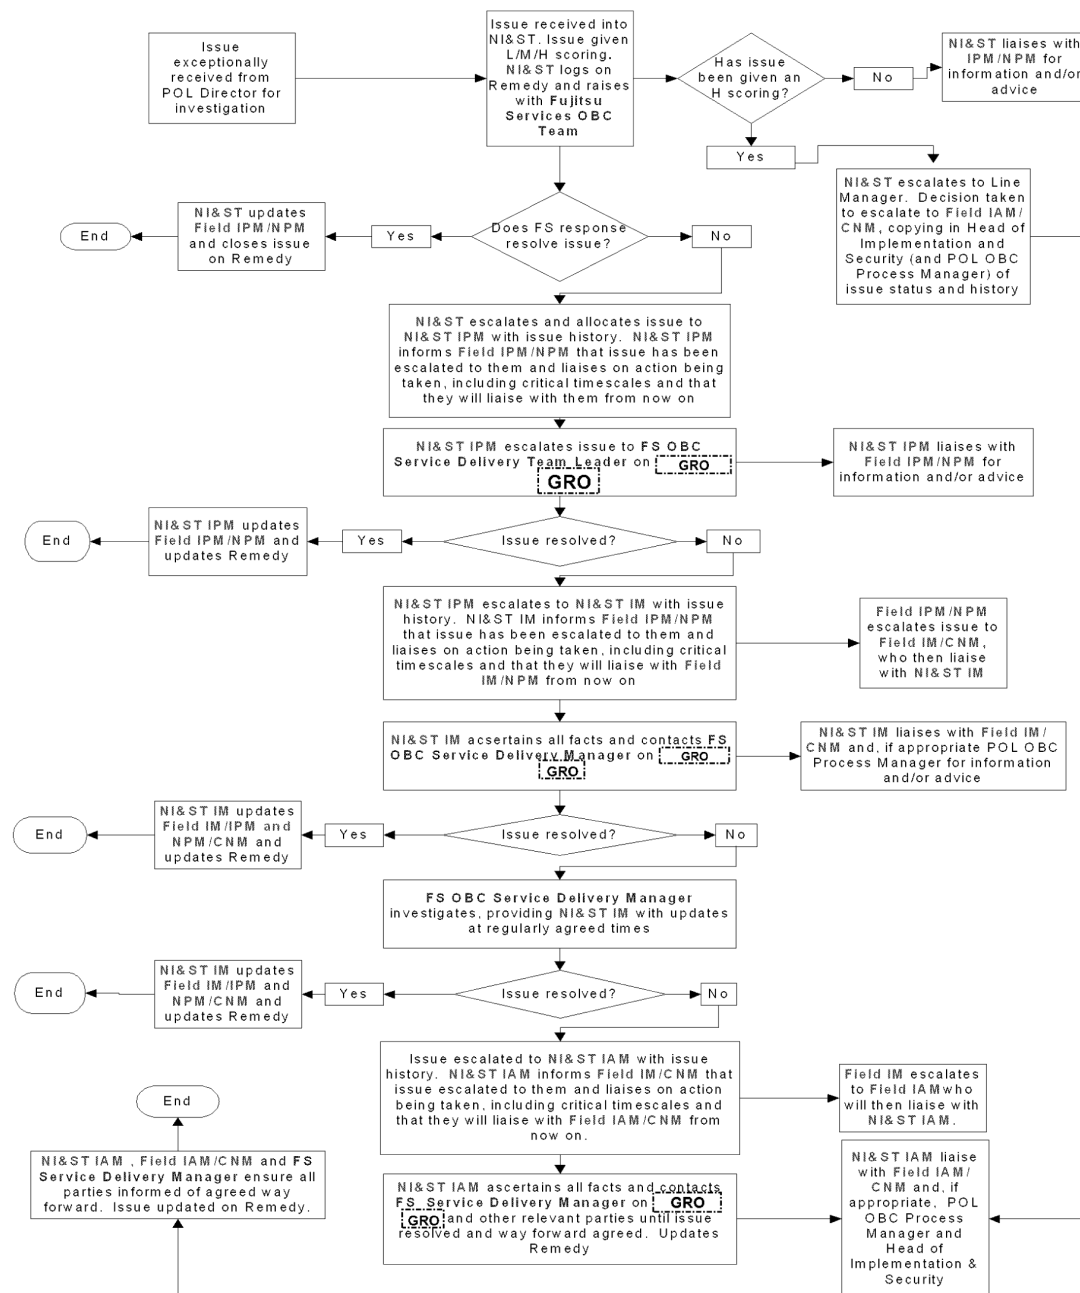 Issue
exceptionally
received from
POL Director for
investigation
Issue received into
NI&ST. Issue given
L/M/H scoring.
NI&ST logs on
Remedy and raises
with Fujitsu
Services OBC
Team
Has issue
been given an
H scoring?
No
NI&ST liaises with
IPM/NPM for
information and/or
advice
Yes
NI&ST escalates to Line
Manager. Decision taken
to escalate to Field IAM/
CNM, copying in Head of
Implementation and
Security (and POL OBC
Process Manager) of
issue status and history
Does FS response
resolve issue?
Yes
No
NI&ST updates
Field IPM/NPM
and closes issue
on Remedy
End
NI&ST escalates and allocates issue to
NI&ST IPM with issue history. NI&ST IPM
informs Field IPM/NPM that issue has been
escalated to them and liaises on action being
taken, including critical timescales and that
they will liaise with them from now on
NI&ST IPM escalates issue to FS OBC
Service Delivery Team Leader on GRO
GRO
NI&ST IPM liaises with
Field IPM/NPM for
information and/or advice
Issue resolved?
Yes
No
NI&ST IPM updates
Field IPM/NPM and
updates Remedy
End
NI&ST IPM escalates to NI&ST IM with issue
history. NI&ST IM informs Field IPM/NPM
that issue has been escalated to them and
liaises on action being taken, including critical
timescales and that they will liaise with Field
IM/NPM from now on
Field IPM/NPM
escalates issue to
Field IM/CNM,
who then liaise
with NI&ST IM
NI&ST IM acsertains all facts and contacts FS
OBC Service Delivery Manager on GRO
GRO
NI&ST IM liaises with Field IM/
CNM and, if appropriate POL OBC
Process Manager for information
and/or advice
Issue resolved?
Yes
No
NI&ST IM updates
Field IM/IPM and
NPM/CNM and
updates Remedy
End
FS OBC Service Delivery Manager
investigates, providing NI&ST IM with updates
at regularly agreed times
Issue resolved?
Yes
No
NI&ST IM updates
Field IM/IPM and
NPM/CNM and
updates Remedy
End
Issue escalated to NI&ST IAM with issue
history. NI&ST IAM informs Field IM/CNM that
issue escalated to them and liaises on action
being taken, including critical timescales and
that they will liaise with Field IAM/CNM from
now on.
Field IM escalates
to Field IAM who
will then liaise with
NI&ST IAM.
NI&ST IAM ascertains all facts and contacts
FS Service Delivery Manager on GRO
GRO and other relevant parties until issue
resolved and way forward agreed. Updates
Remedy
NI&ST IAM liaise
with Field IAM/
CNM and, if
appropriate, POL
OBC Process
Manager and
Head of
Implementation &
Security
End
NI&ST IAM , Field IAM/CNM and FS
Service Delivery Manager ensure all
parties informed of agreed way
forward. Issue updated on Remedy.